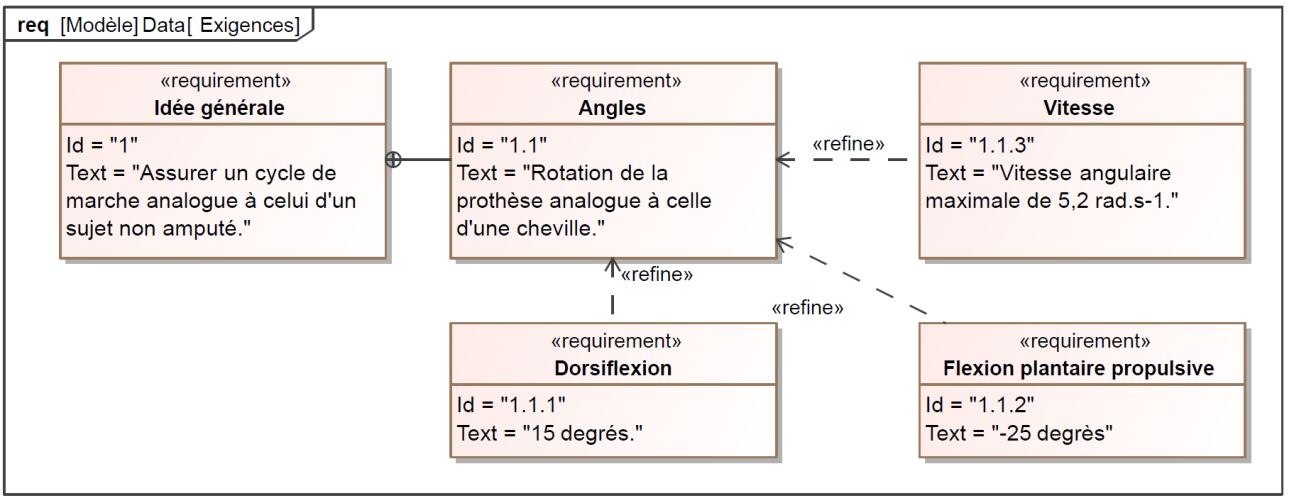 req [Modèle] Data[ Exigences]
«requirement»
Idée générale
Id = "1"
Text = "Assurer un cycle de
marche analogue à celui d'un
sujet non amputé."
«requirement»
Angles
Id = "1.1"
Text = "Rotation de la
prothèse analogue à celle
d'une cheville."
«refine»
«requirement»
Vitesse
Id = "1.1.3"
Text = "Vitesse angulaire
maximale de 5,2 rad.s-1."
«refine»
«refine»
«requirement»
Dorsiflexion
Id = "1.1.1"
Text = "15 degrés."
«requirement»
Flexion plantaire propulsive
Id = "1.1.2"
Text = "-25 degrès"